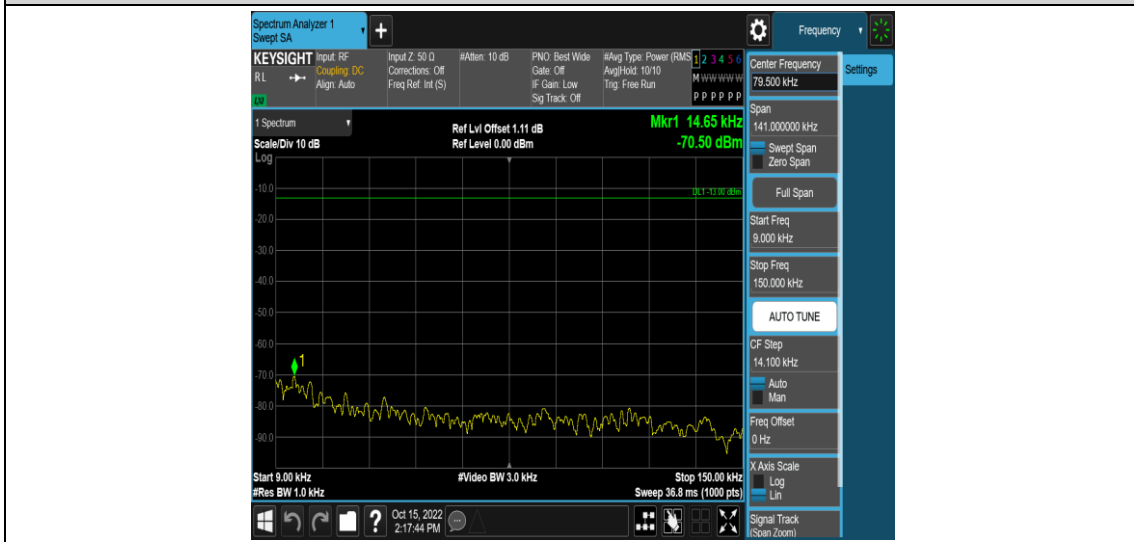 Spectrum Analyzer 1
Swept SA
+
Frequency
KEYSIGHT
RL
LXI
Input: RF
Coupling: DC
Align: Auto
Input Z: 50 Ω
Corrections: Off
Freq Ref: Int (S)
#Atten: 10 dB
PNO: Best Wide
Gate: Off
IF Gain: Low
Sig Track: Off
#Avg Type: Power (RMS
Avg|Hold: 10/10
Trig: Free Run
1 2 3 4 5 6
M W W W W W
P P P P P P
1 Spectrum
Scale/Div 10 dB
Log
Ref Lvl Offset 1.11 dB
Ref Level 0.00 dBm
Mkr1 14.65 kHz
-70.50 dBm
DL1 -13.00 dBm
-10.0
-20.0
-30.0
-40.0
-50.0
-60.0
-70.0
-80.0
-90.0
1
Start 9.00 kHz
#Res BW 1.0 kHz
#Video BW 3.0 kHz
Stop 150.00 kHz
Sweep 36.8 ms (1000 pts)
?
Oct 15, 2022
2:17:44 PM
Center Frequency
79.500 kHz
Settings
Span
141.000000 kHz
Swept Span
Zero Span
Full Span
Start Freq
9.000 kHz
Stop Freq
150.000 kHz
AUTO TUNE
CF Step
14.100 kHz
Auto
Man
Freq Offset
0 Hz
X Axis Scale
Log
Lin
Signal Track
(Span Zoom)